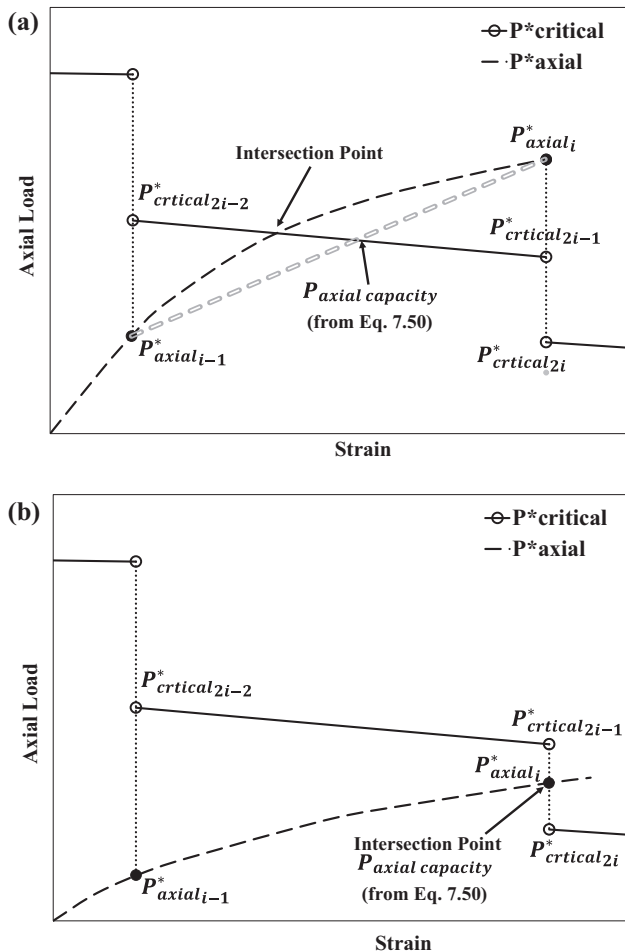 (a)
P*critical
P*axial
P*axial_i
Intersection Point
P*crtical_2i-2
P*crtical_2i-1
P_axial capacity
(from Eq. 7.50)
P*axial_i-1
P*crtical_2i
Axial Load
Strain
(b)
P*critical
P*axial
P*crtical_2i-2
P*crtical_2i-1
P*axial_i
Intersection Point
P_axial capacity
(from Eq. 7.50)
P*crtical_2i
P*axial_i-1
Axial Load
Strain